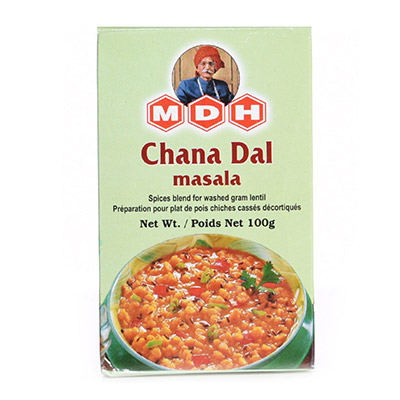 MDH
Chana Dal
masala
Spices blend for washed gram lentil
Préparation pour plat de pois chiches cassés décortiqués
Net Wt. / Poids Net 100g